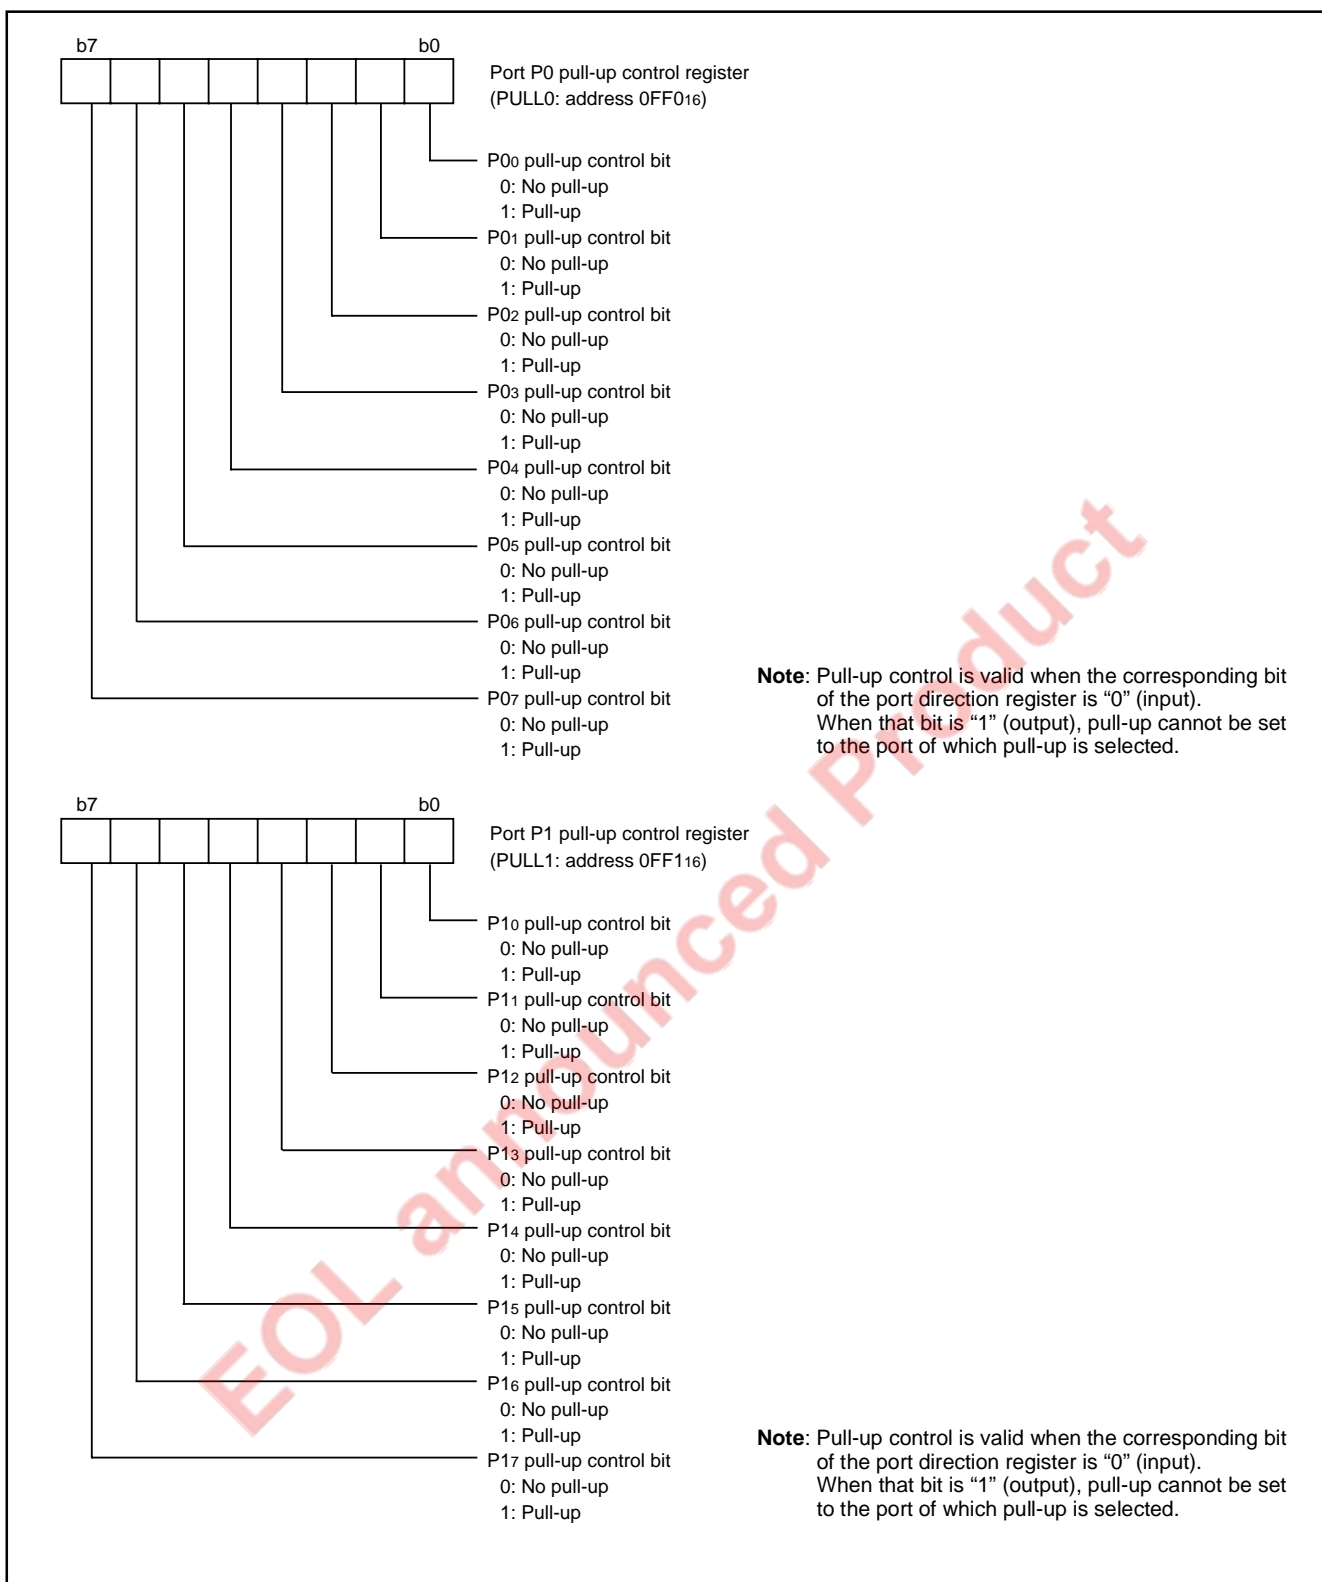 b7 b0
Port P0 pull-up control register
(PULL0: address 0FF016)
P00 pull-up control bit
0: No pull-up
1: Pull-up
P01 pull-up control bit
0: No pull-up
1: Pull-up
P02 pull-up control bit
0: No pull-up
1: Pull-up
P03 pull-up control bit
0: No pull-up
1: Pull-up
P04 pull-up control bit
0: No pull-up
1: Pull-up
P05 pull-up control bit
0: No pull-up
1: Pull-up
P06 pull-up control bit
0: No pull-up
1: Pull-up
P07 pull-up control bit
0: No pull-up
1: Pull-up
Note: Pull-up control is valid when the corresponding bit
of the port direction register is “0” (input).
When that bit is “1” (output), pull-up cannot be set
to the port of which pull-up is selected.
b7 b0
Port P1 pull-up control register
(PULL1: address 0FF116)
P10 pull-up control bit
0: No pull-up
1: Pull-up
P11 pull-up control bit
0: No pull-up
1: Pull-up
P12 pull-up control bit
0: No pull-up
1: Pull-up
P13 pull-up control bit
0: No pull-up
1: Pull-up
P14 pull-up control bit
0: No pull-up
1: Pull-up
P15 pull-up control bit
0: No pull-up
1: Pull-up
P16 pull-up control bit
0: No pull-up
1: Pull-up
P17 pull-up control bit
0: No pull-up
1: Pull-up
Note: Pull-up control is valid when the corresponding bit
of the port direction register is “0” (input).
When that bit is “1” (output), pull-up cannot be set
to the port of which pull-up is selected.
EOL announced Product